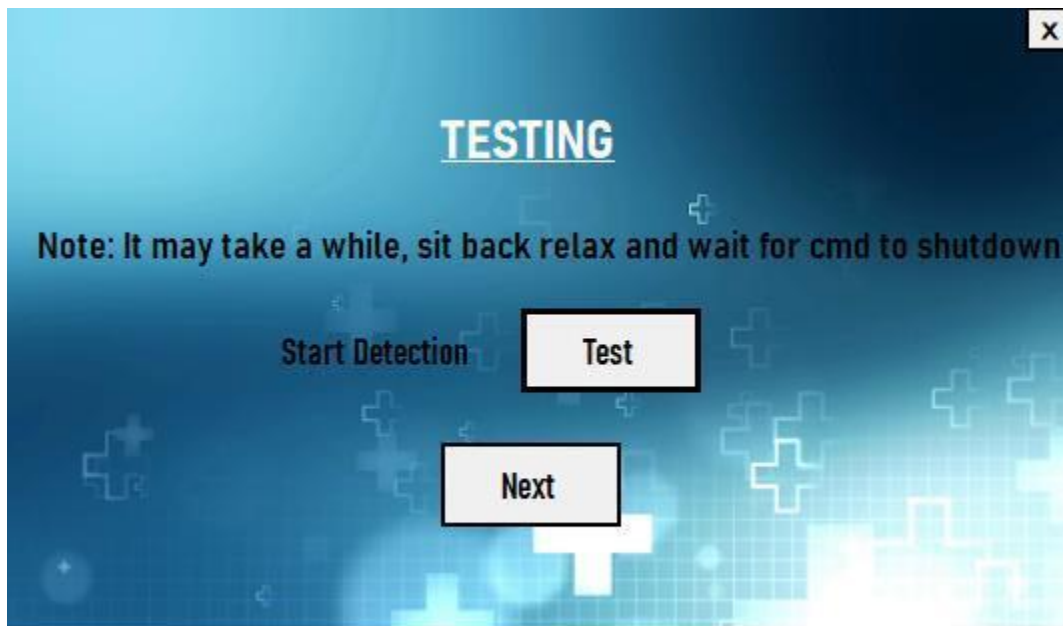 X
TESTING
Note: It may take a while, sit back relax and wait for cmd to shutdown
Start Detection Test
Next